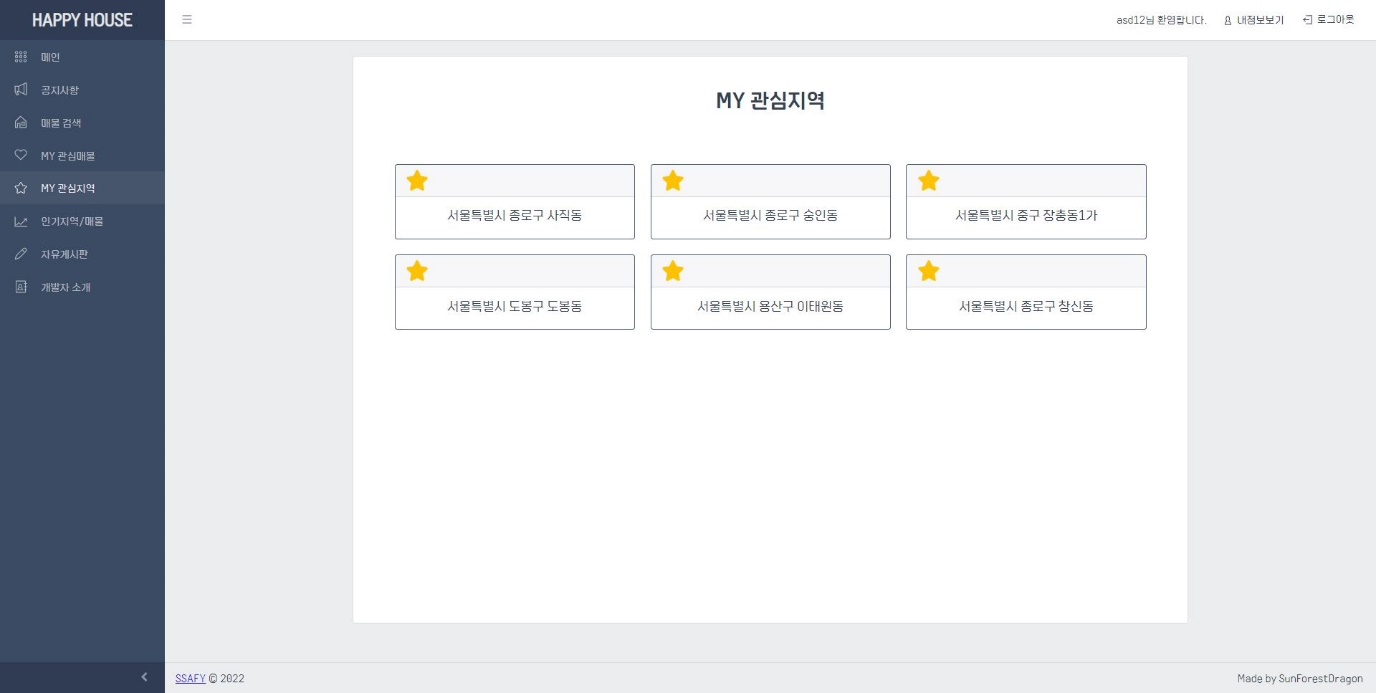 HAPPY HOUSE
asd12님 환영합니다.
내정보보기
로그아웃
메인
공지사항
매물 검색
MY 관심매물
MY 관심지역
인기지역/매물
자유게시판
개발자 소개
MY 관심지역
서울특별시 종로구 사직동
서울특별시 종로구 숭인동
서울특별시 중구 장충동1가
서울특별시 도봉구 도봉동
서울특별시 용산구 이태원동
서울특별시 종로구 창신동
SSAFY © 2022
Made by SunForestDragon